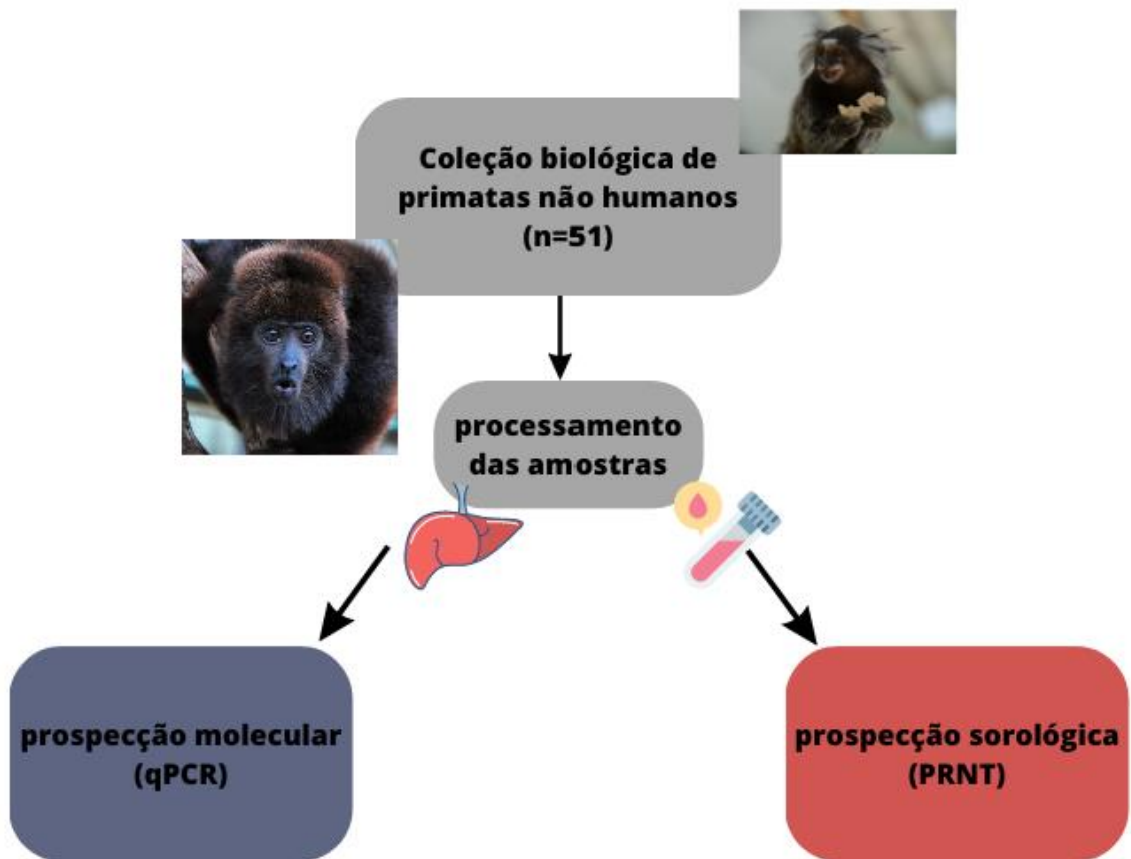 Coleção biológica de
primatas não humanos
(n=51)
processamento
das amostras
prospecção molecular
(qPCR)
prospecção sorológica
(PRNT)